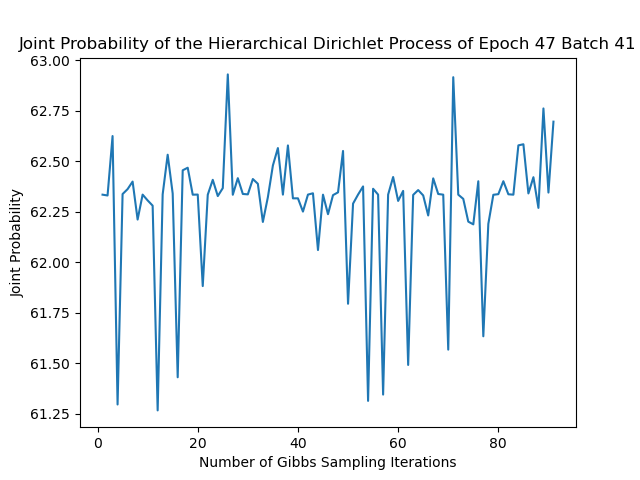 Joint Probability of the Hierarchical Dirichlet Process of Epoch 47 Batch 41
63.00
62.75
62.50
62.25
62.00
61.75
61.50
61.25
Joint Probability
0 20 40 60 80
Number of Gibbs Sampling Iterations